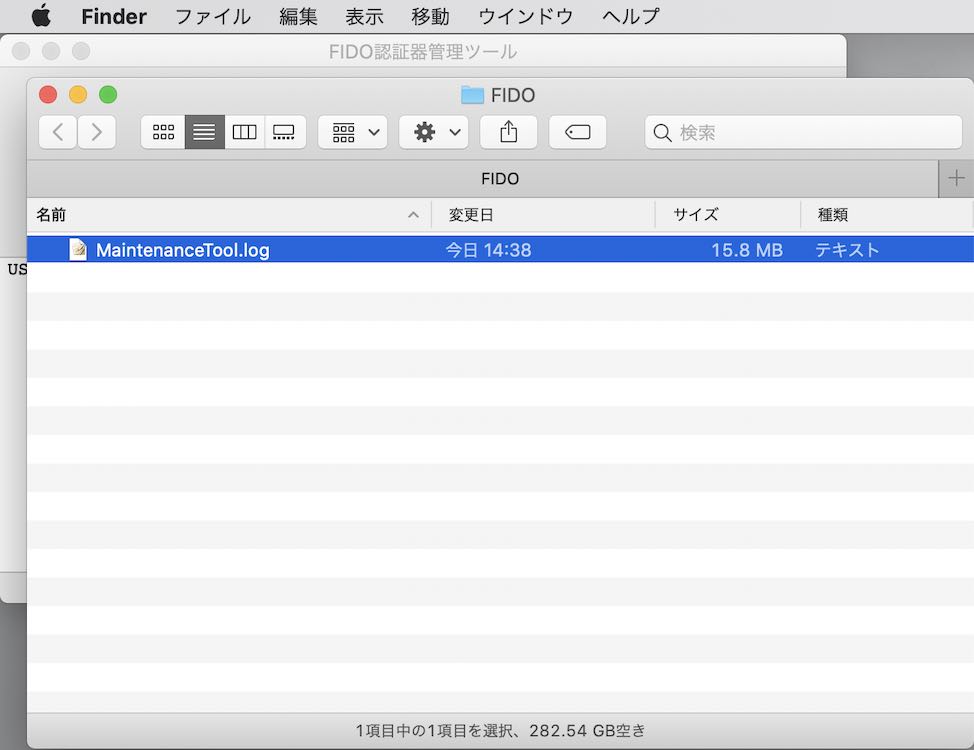 Finder ファイル 編集 表示 移動 ウインドウ ヘルプ
FIDO認証器管理ツール
FIDO
検索
FIDO
名前 変更日 サイズ 種類
MaintenanceTool.log 今日 14:38 15.8 MB テキスト
US
1項目中の1項目を選択、282.54 GB空き